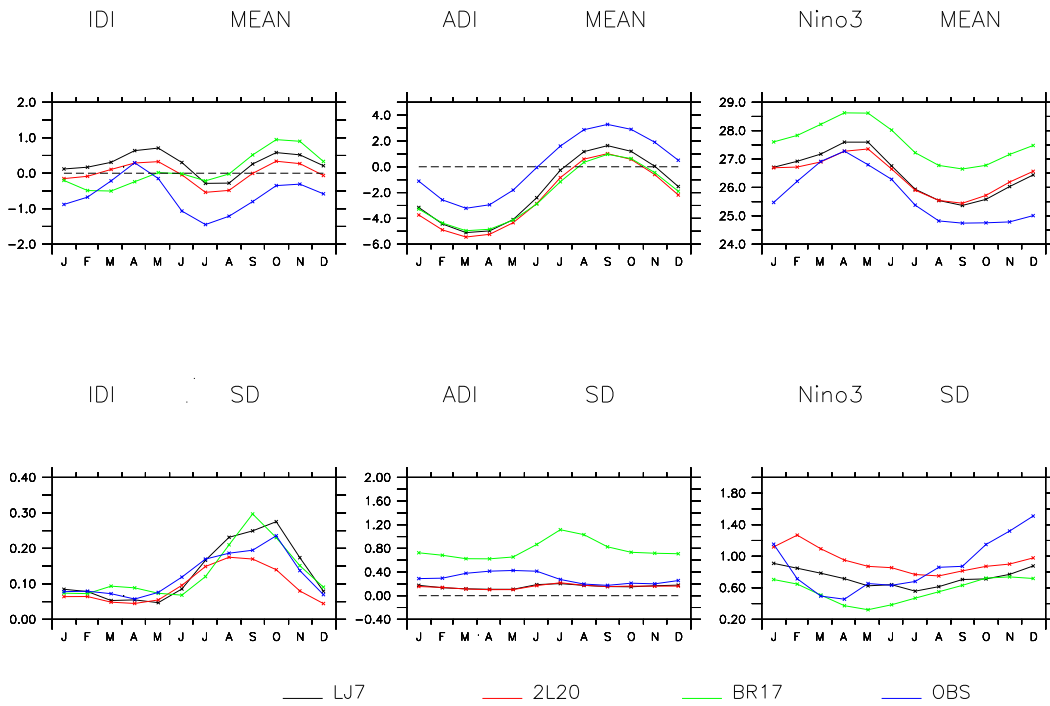 IDI MEAN ADI MEAN Nino3 MEAN
2.0 4.0 29.0
1.0 2.0 28.0
0.0 0.0 27.0
-1.0 -2.0 26.0
-2.0 -4.0 25.0
-6.0 24.0
J F M A M J J A S O N D J F M A M J J A S O N D J F M A M J J A S O N D
IDI SD ADI SD Nino3 SD
0.40 2.00 1.80
0.30 1.60 1.40
0.20 1.20 1.00
0.10 0.80 0.60
0.00 0.40 0.20
0.00
-0.40
J F M A M J J A S O N D J F M A M J J A S O N D J F M A M J J A S O N D
LJ7 2L20 BR17 OBS